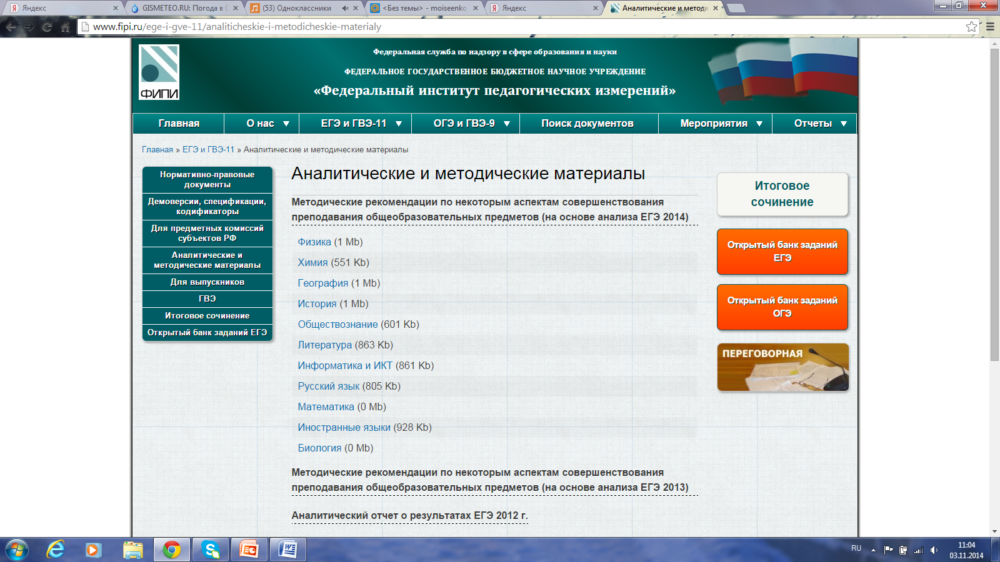 Яндекс
GISMETEO.RU: Погода в С
(53) Одноклассники
<Без темы> - moiseenko
Яндекс
Аналитические и методи
www.fipi.ru/ege-i-gve-11/analiticheskie-i-metodicheskie-materialy
ФИПИ
Федеральная служба по надзору в сфере образования и науки
ФЕДЕРАЛЬНОЕ ГОСУДАРСТВЕННОЕ БЮДЖЕТНОЕ НАУЧНОЕ УЧРЕЖДЕНИЕ
«Федеральный институт педагогических измерений»
Главная
О нас
ЕГЭ и ГВЭ-11
ОГЭ и ГВЭ-9
Поиск документов
Мероприятия
Отчеты
Главная » ЕГЭ и ГВЭ-11 » Аналитические и методические материалы
Нормативно-правовые
документы
Демоверсии, спецификации,
кодификаторы
Для предметных комиссий
субъектов РФ
Аналитические и
методические материалы
Для выпускников
ГВЭ
Итоговое сочинение
Открытый банк заданий ЕГЭ
Аналитические и методические материалы
Методические рекомендации по некоторым аспектам совершенствования
преподавания общеобразовательных предметов (на основе анализа ЕГЭ 2014)
Физика (1 Mb)
Химия (551 Kb)
География (1 Mb)
История (1 Mb)
Обществознание (601 Kb)
Литература (863 Kb)
Информатика и ИКТ (861 Kb)
Русский язык (805 Kb)
Математика (0 Mb)
Иностранные языки (928 Kb)
Биология (0 Mb)
Методические рекомендации по некоторым аспектам совершенствования
преподавания общеобразовательных предметов (на основе анализа ЕГЭ 2013)
Аналитический отчет о результатах ЕГЭ 2012 г.
Итоговое
сочинение
Открытый банк заданий
ЕГЭ
Открытый банк заданий
ОГЭ
ПЕРЕГОВОРНАЯ
RU
11:04
03.11.2014